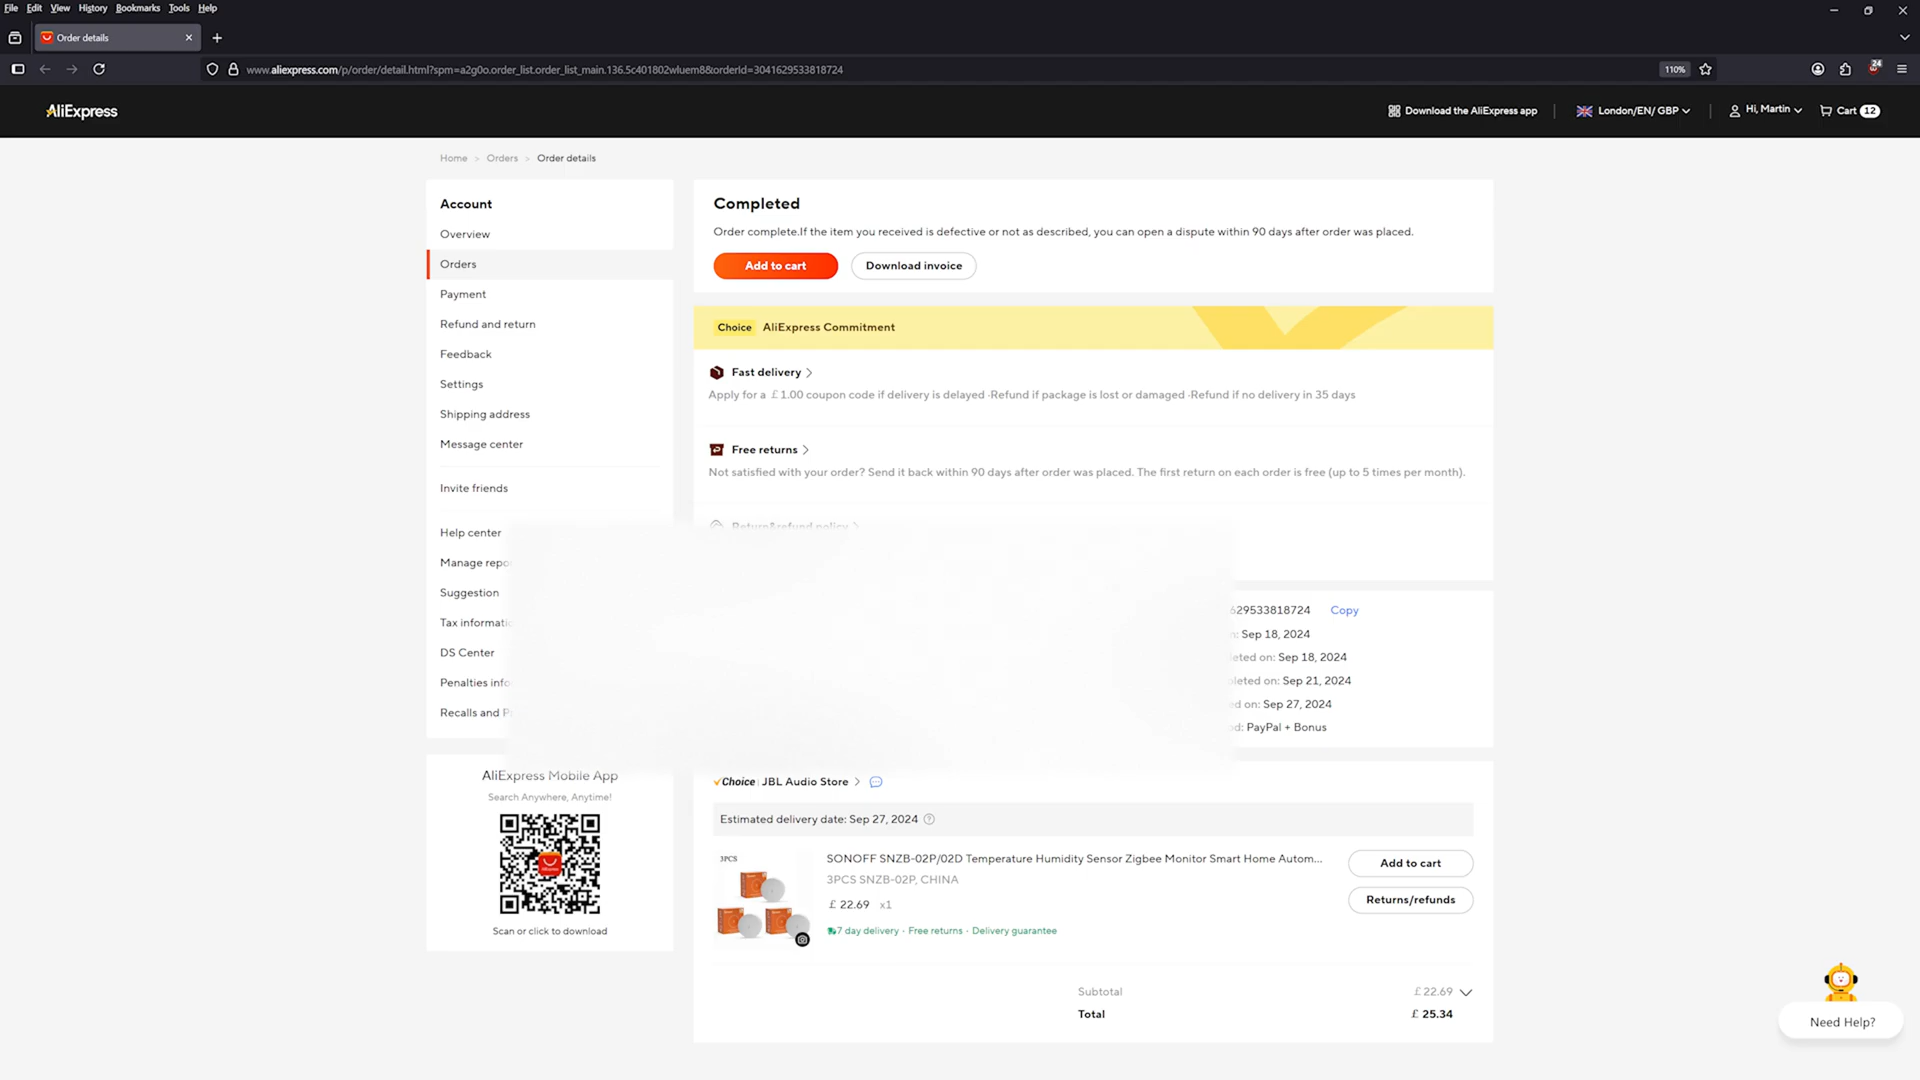 File Edit View History Bookmarks Tools Help
Order details
www.aliexpress.com/p/order/detail.html?spm=a2g0o.order_list.order_list_main.136.5c401802wluem8&orderId=3041629533818724
110%
24
AliExpress
Download the AliExpress app
London/EN/ GBP
Hi, Martin
Cart 12
Home > Orders > Order details
Account
Overview
Orders
Payment
Refund and return
Feedback
Settings
Shipping address
Message center
Invite friends
Help center
Manage repo
Suggestion
Tax informati
DS Center
Penalties info
Recalls and P
AliExpress Mobile App
Search Anywhere, Anytime!
Scan or click to download
Completed
Order complete.If the item you received is defective or not as described, you can open a dispute within 90 days after order was placed.
Add to cart
Download invoice
Choice AliExpress Commitment
Fast delivery >
Apply for a £ 1.00 coupon code if delivery is delayed ·Refund if package is lost or damaged ·Refund if no delivery in 35 days
Free returns >
Not satisfied with your order? Send it back within 90 days after order was placed. The first return on each order is free (up to 5 times per month).
Return&refund policy >
629533818724 Copy
: Sep 18, 2024
leted on: Sep 18, 2024
leted on: Sep 21, 2024
ed on: Sep 27, 2024
d: PayPal + Bonus
Choice JBL Audio Store >
Estimated delivery date: Sep 27, 2024
3PCS
SONOFF SNZB-02P/02D Temperature Humidity Sensor Zigbee Monitor Smart Home Autom...
3PCS SNZB-02P, CHINA
£ 22.69 x1
7 day delivery · Free returns · Delivery guarantee
Add to cart
Returns/refunds
Subtotal £ 22.69
Total £ 25.34
Need Help?